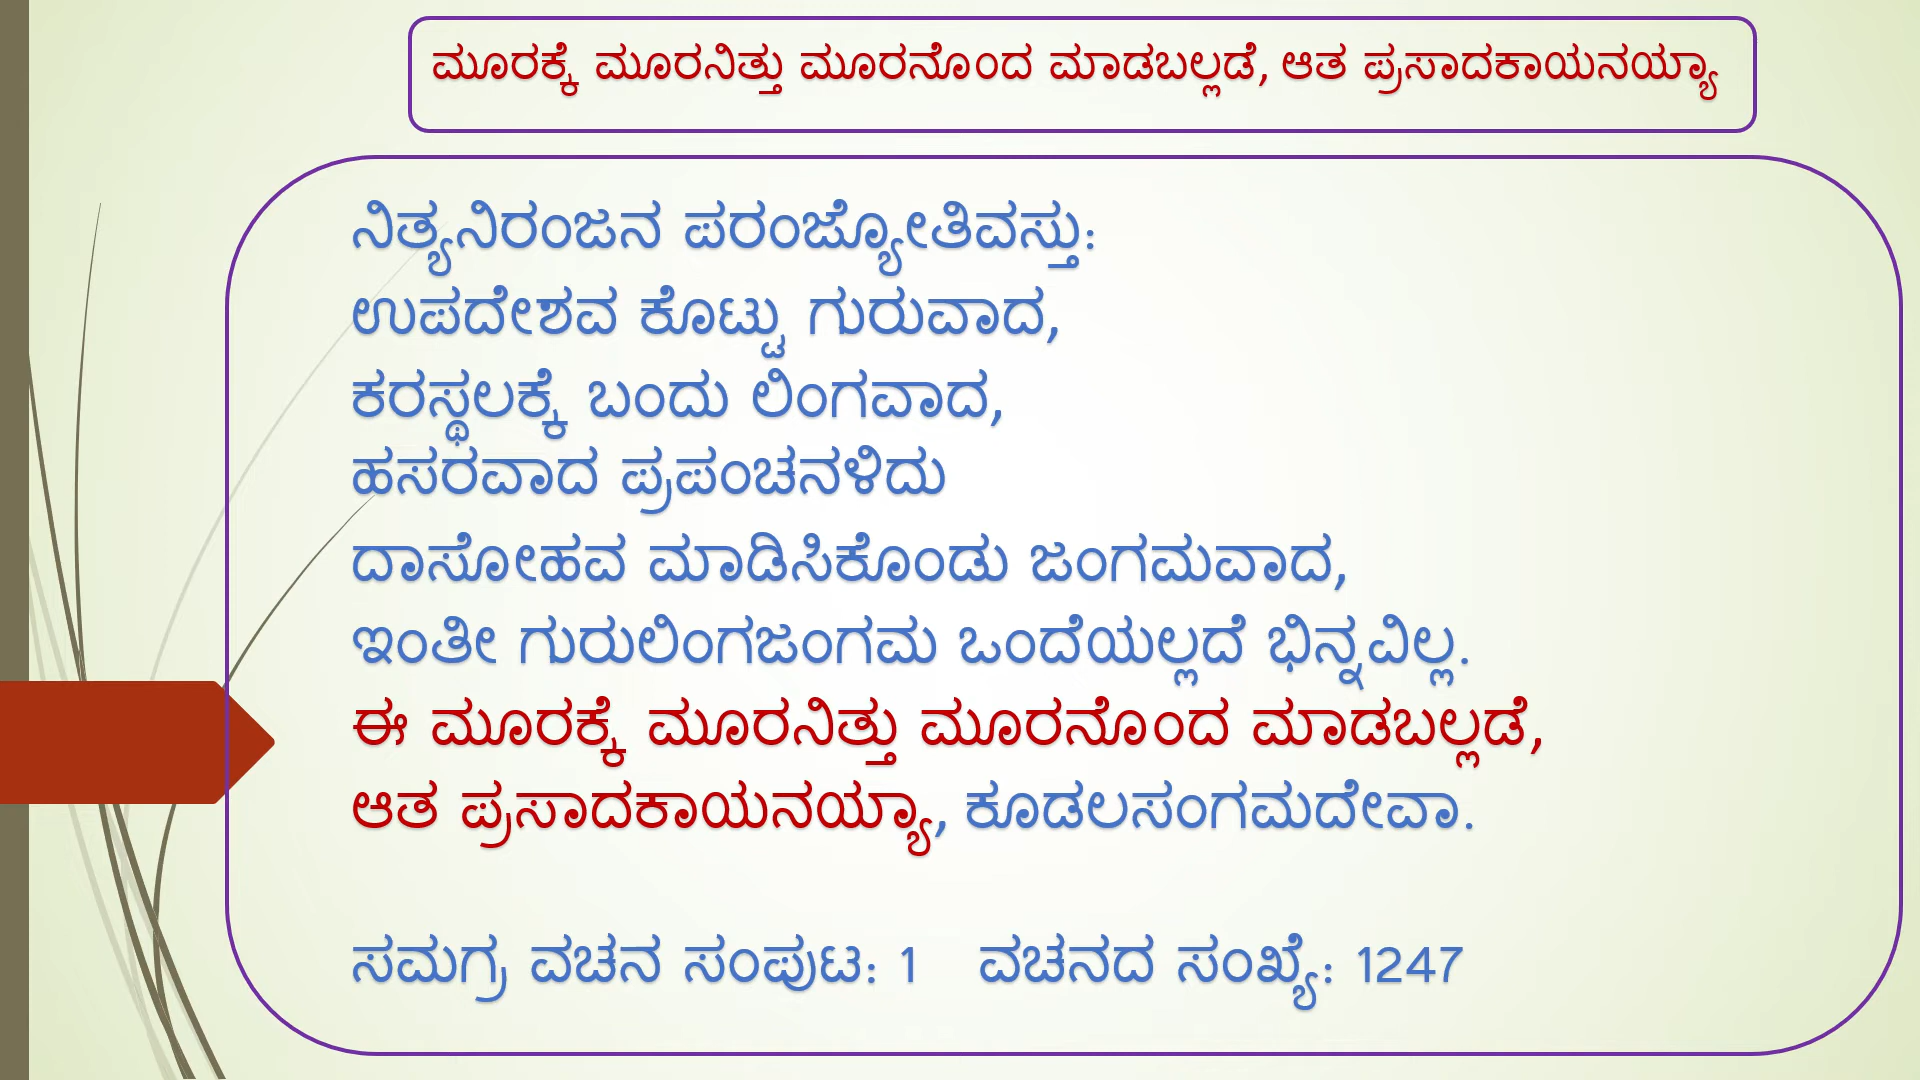 ಮೂರಕ್ಕೆ ಮೂರನಿತ್ತು ಮೂರನೊಂದ ಮಾಡಬಲ್ಲಡೆ, ಆತ ಪ್ರಸಾದಕಾಯನಯ್ಯಾ
ನಿತ್ಯನಿರಂಜನ ಪರಂಜ್ಯೋತಿವಸ್ತು:
ಉಪದೇಶವ ಕೊಟ್ಟು ಗುರುವಾದ,
ಕರಸ್ಥಲಕ್ಕೆ ಬಂದು ಲಿಂಗವಾದ,
ಹಸರವಾದ ಪ್ರಪಂಚನಳಿದು
ದಾಸೋಹವ ಮಾಡಿಸಿಕೊಂಡು ಜಂಗಮವಾದ,
ಇಂತೀ ಗುರುಲಿಂಗಜಂಗಮ ಒಂದೆಯಲ್ಲದೆ ಭಿನ್ನವಿಲ್ಲ.
ಈ ಮೂರಕ್ಕೆ ಮೂರನಿತ್ತು ಮೂರನೊಂದ ಮಾಡಬಲ್ಲಡೆ,
ಆತ ಪ್ರಸಾದಕಾಯನಯ್ಯಾ, ಕೂಡಲಸಂಗಮದೇವಾ.
ಸಮಗ್ರ ವಚನ ಸಂಪುಟ: 1 ವಚನದ ಸಂಖ್ಯೆ: 1247